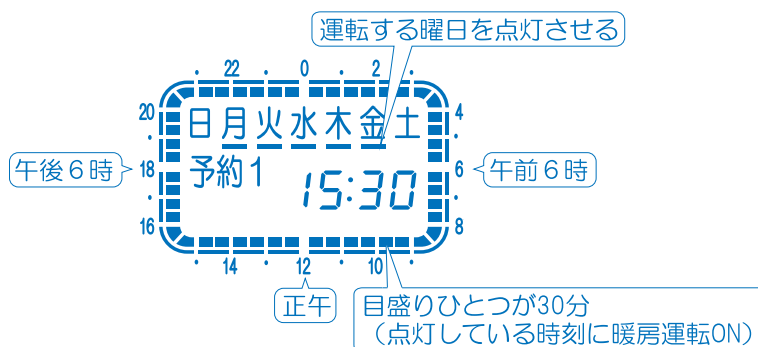 運転する曜日を点灯させる
・ 22 ・ 0 ・ 2 ・
20 日月火水木金土 4
午後6時 18 予約1 6 午前6時
15:30
16 8
・ 14 ・ 12 ・ 10 ・
正午
目盛りひとつが30分
(点灯している時刻に暖房運転ON)